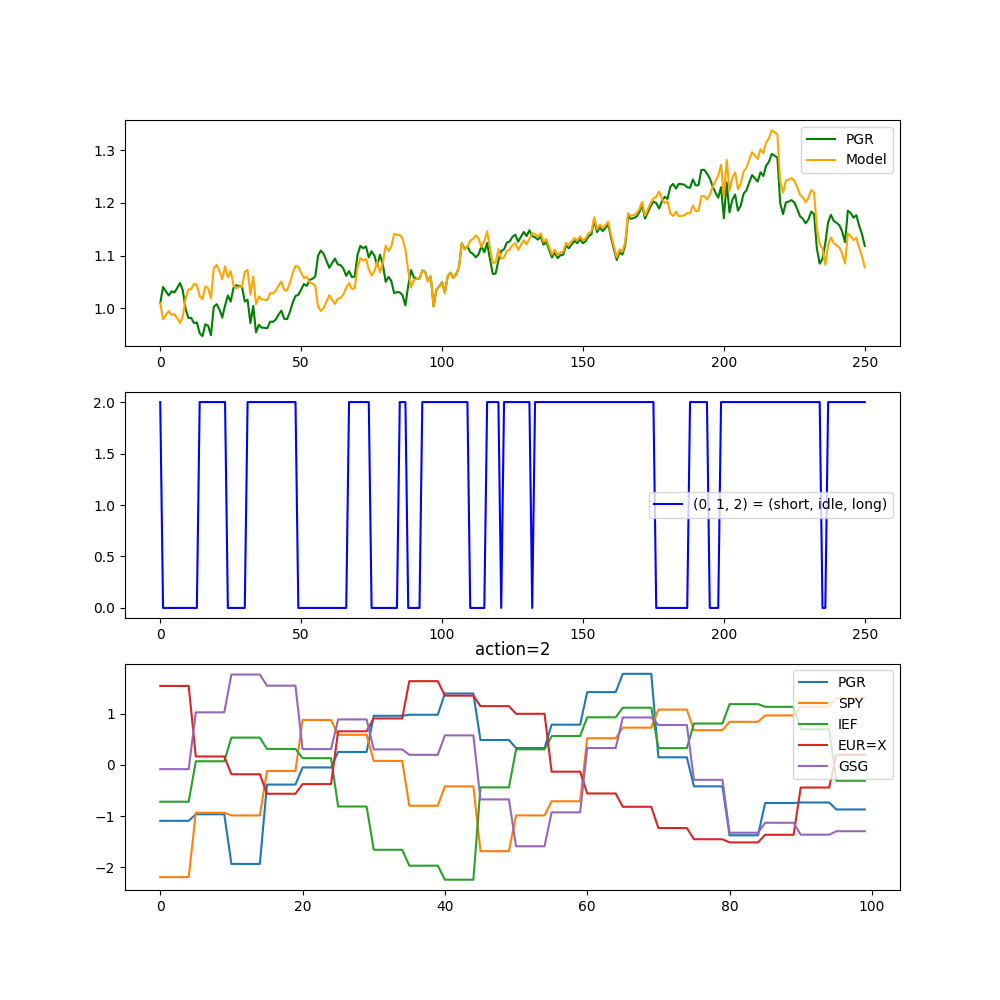 1.3
1.2
1.1
1.0
PGR
Model
0 50 100 150 200 250
2.0
1.5
1.0
0.5
0.0
(0, 1, 2) = (short, idle, long)
0 50 100 150 200 250
action=2
1
0
−1
−2
PGR
SPY
IEF
EUR=X
GSG
0 20 40 60 80 100